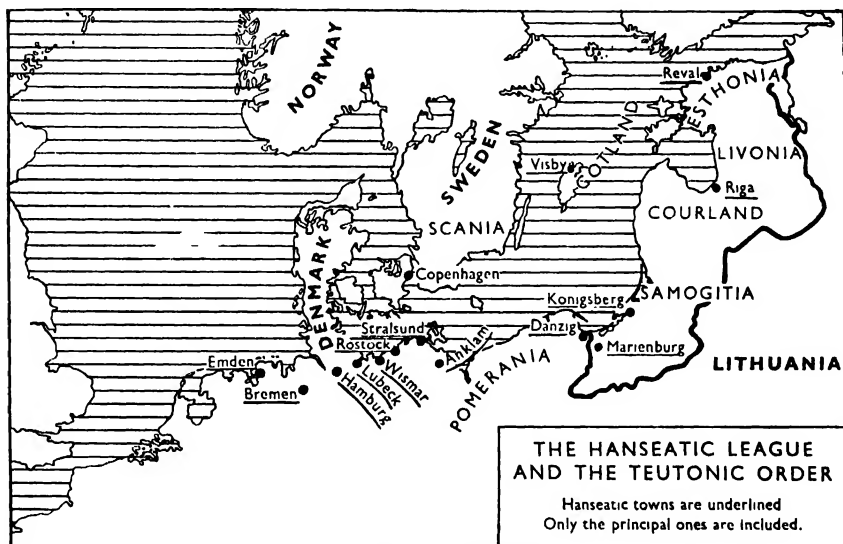 NORWAY
SWEDEN
Reval
ESTHONIA
GOTLAND
LIVONIA
Visby
Riga
COURLAND
SCANIA
DENMARK
Copenhagen
SAMOGITIA
Konigsberg
Stralsund
Danzig
Rostock
Anklam
Marienburg
Emden
Wismar
POMERANIA
LITHUANIA
Lubeck
Bremen
Hamburg
THE HANSEATIC LEAGUE
AND THE TEUTONIC ORDER
Hanseatic towns are underlined
Only the principal ones are included.